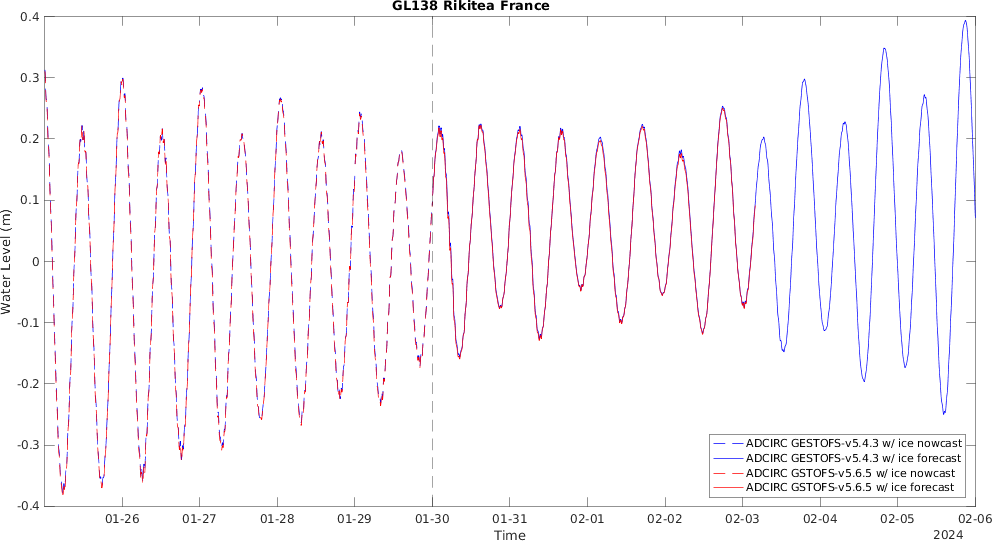 GL138 Rikitea France
0.4
0.3
0.2
0.1
0
-0.1
-0.2
-0.3
-0.4
Water Level (m)
ADCIRC GESTOFS-v5.4.3 w/ ice nowcast
ADCIRC GESTOFS-v5.4.3 w/ ice forecast
ADCIRC GSTOFS-v5.6.5 w/ ice nowcast
ADCIRC GSTOFS-v5.6.5 w/ ice forecast
01-26 01-27 01-28 01-29 01-30 01-31 02-01 02-02 02-03 02-04 02-05 02-06
Time
2024